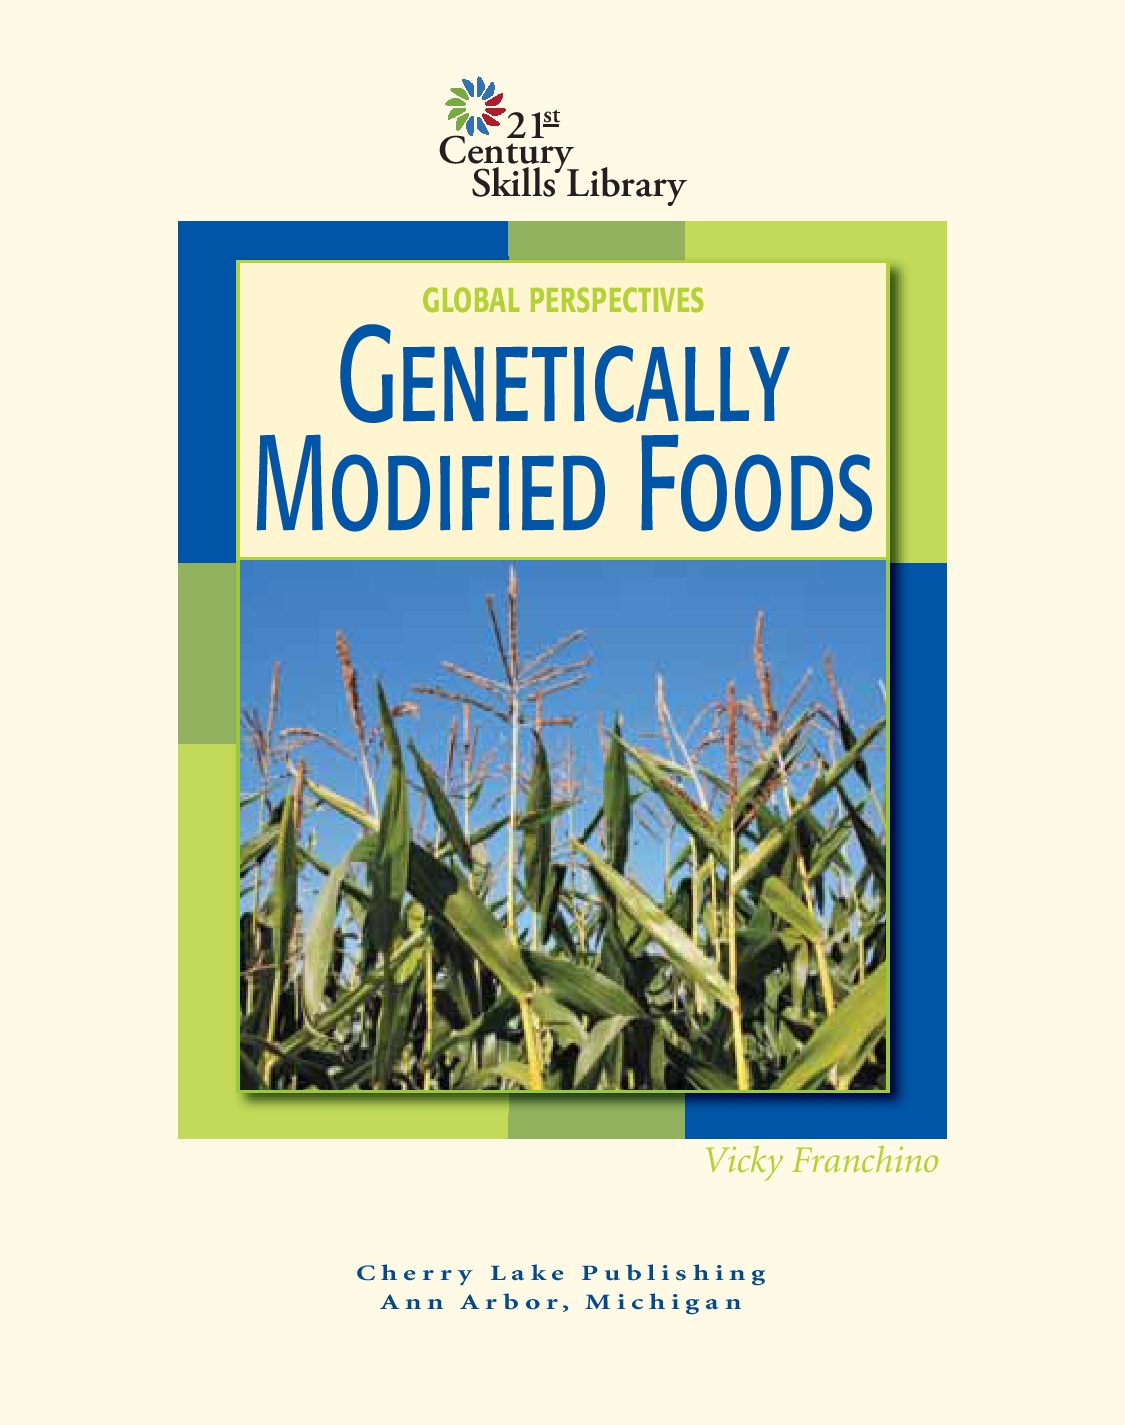 21st
Century
Skills Library
GLOBAL PERSPECTIVES
GENETICALLY
MODIFIED FOODS
Vicky Franchino
Cherry Lake Publishing
Ann Arbor, Michigan